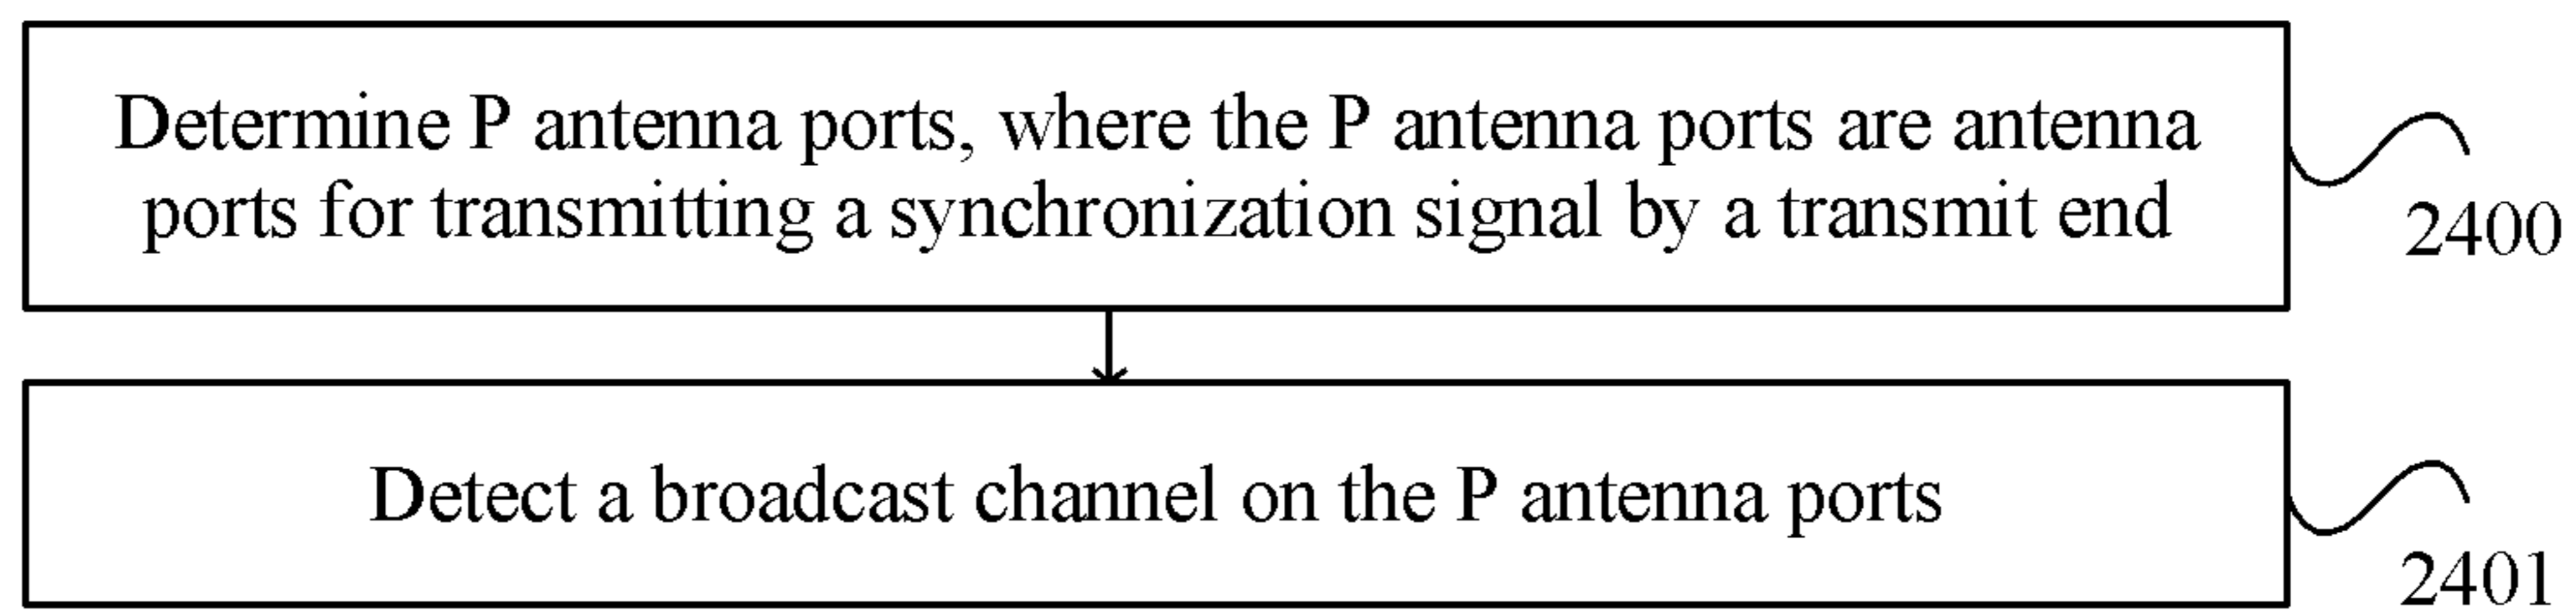 Determine P antenna ports, where the P antenna ports are antenna
ports for transmitting a synchronization signal by a transmit end
2400
Detect a broadcast channel on the P antenna ports
2401